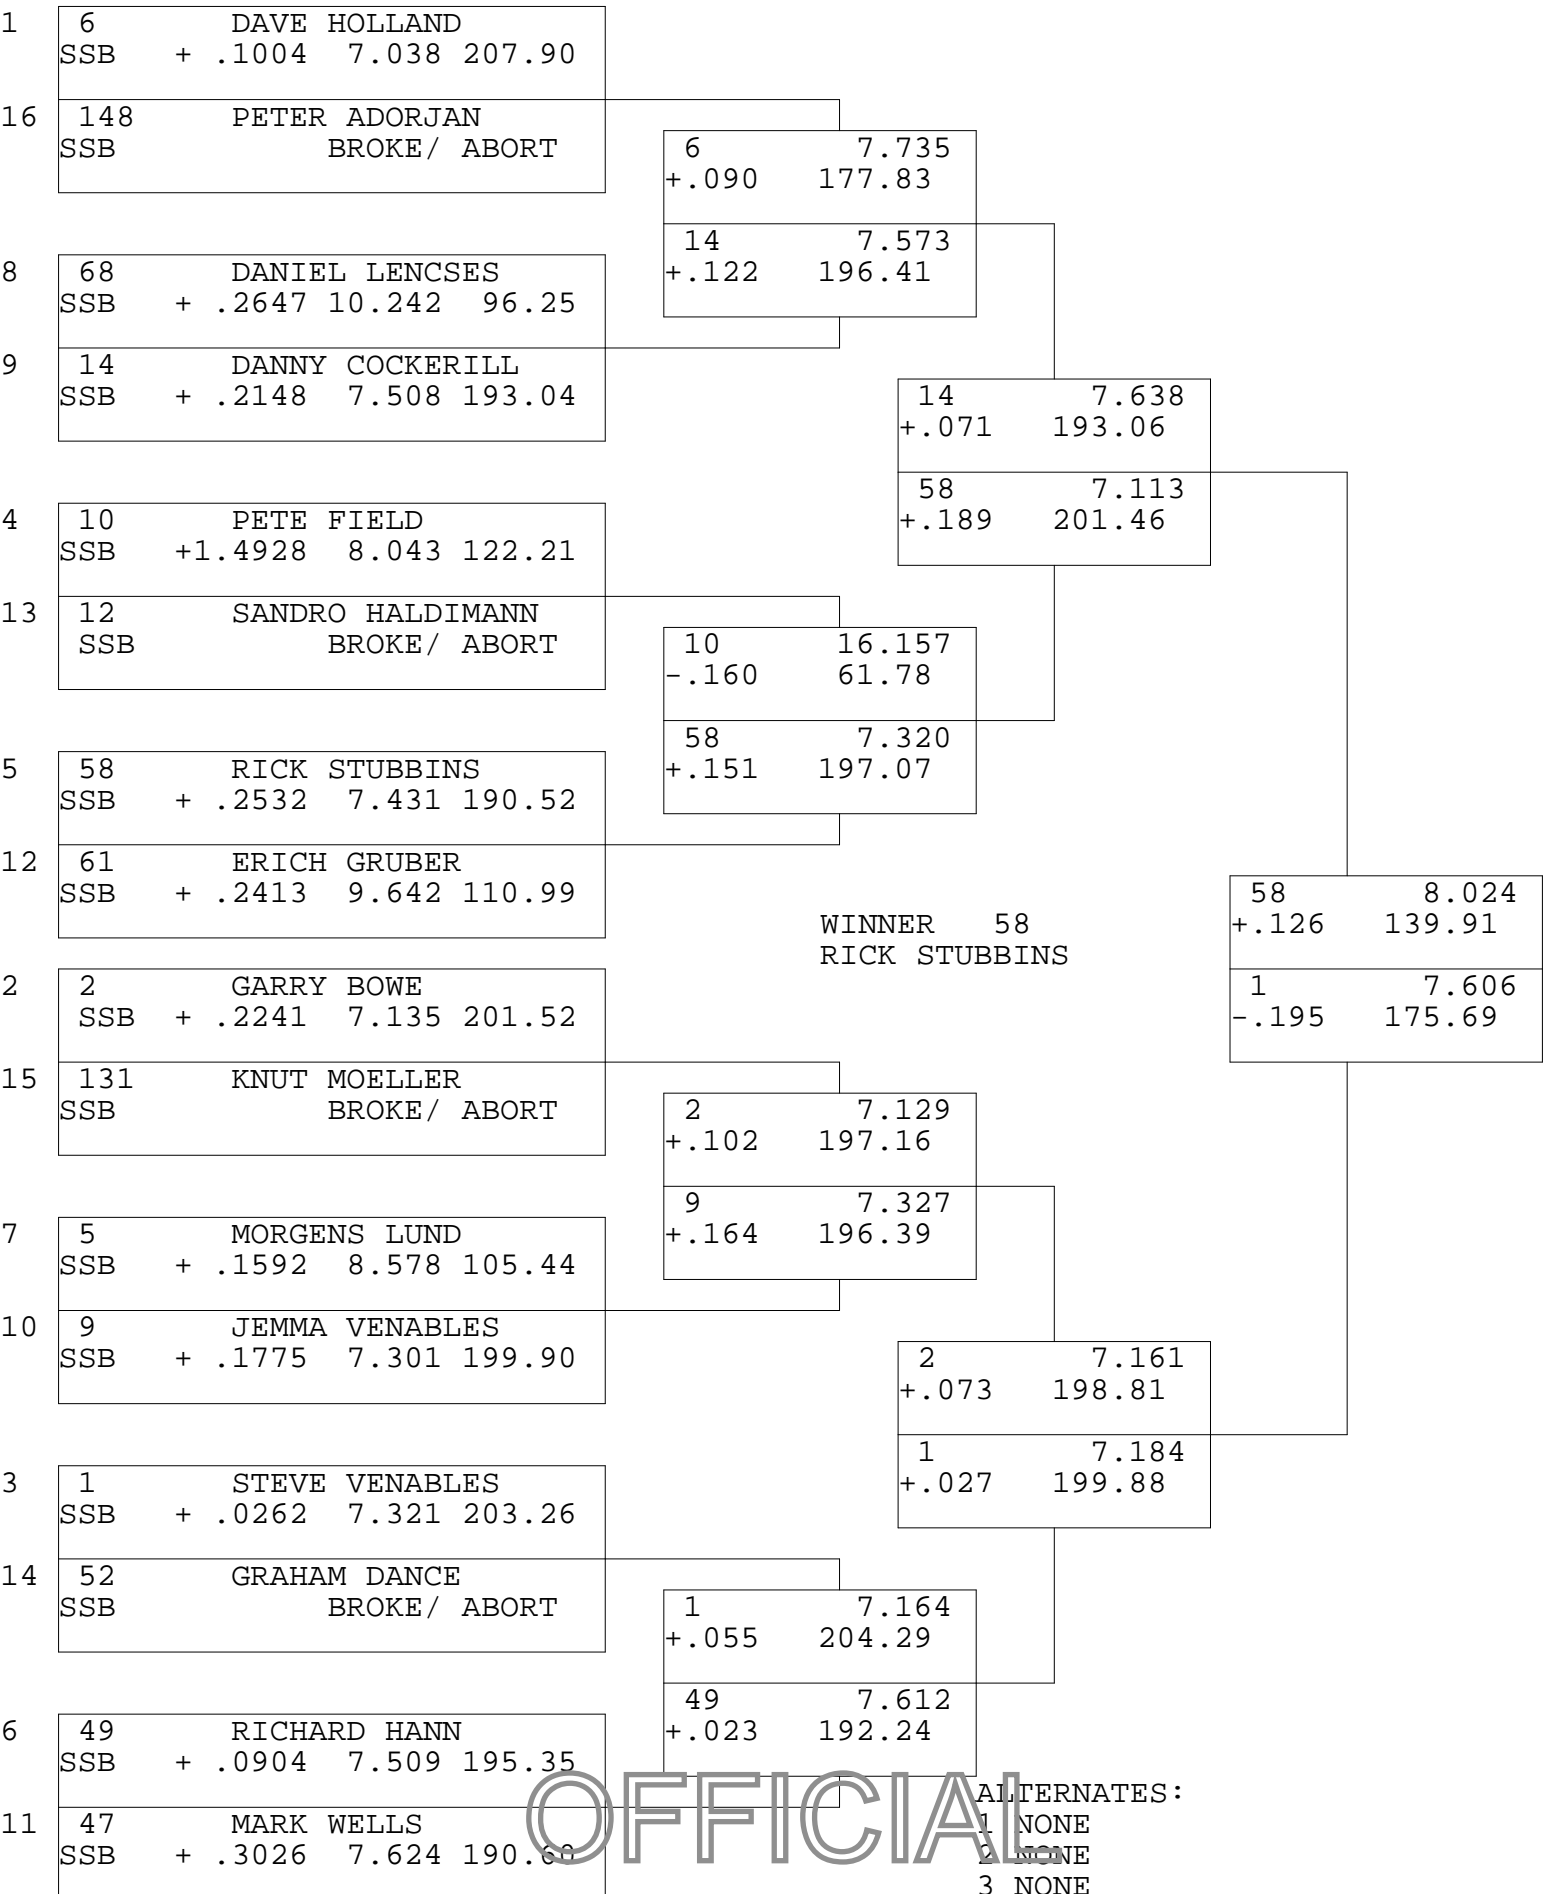 1 6 DAVE HOLLAND
SSB + .1004 7.038 207.90
16 148 PETER ADORJAN
SSB BROKE/ ABORT
6 7.735
+.090 177.83
14 7.573
+.122 196.41
8 68 DANIEL LENCSES
SSB + .2647 10.242 96.25
9 14 DANNY COCKERILL
SSB + .2148 7.508 193.04
14 7.638
+.071 193.06
58 7.113
+.189 201.46
4 10 PETE FIELD
SSB +1.4928 8.043 122.21
13 12 SANDRO HALDIMANN
SSB BROKE/ ABORT
10 16.157
-.160 61.78
58 7.320
+.151 197.07
5 58 RICK STUBBINS
SSB + .2532 7.431 190.52
12 61 ERICH GRUBER
SSB + .2413 9.642 110.99
WINNER 58
RICK STUBBINS
58 8.024
+.126 139.91
1 7.606
-.195 175.69
2 2 GARRY BOWE
SSB + .2241 7.135 201.52
15 131 KNUT MOELLER
SSB BROKE/ ABORT
2 7.129
+.102 197.16
9 7.327
+.164 196.39
7 5 MORGENS LUND
SSB + .1592 8.578 105.44
10 9 JEMMA VENABLES
SSB + .1775 7.301 199.90
2 7.161
+.073 198.81
1 7.184
+.027 199.88
3 1 STEVE VENABLES
SSB + .0262 7.321 203.26
14 52 GRAHAM DANCE
SSB BROKE/ ABORT
1 7.164
+.055 204.29
49 7.612
+.023 192.24
6 49 RICHARD HANN
SSB + .0904 7.509 195.35
11 47 MARK WELLS
SSB + .3026 7.624 190.60
OFFICIAL
ALTERNATES:
1 NONE
2 NONE
3 NONE